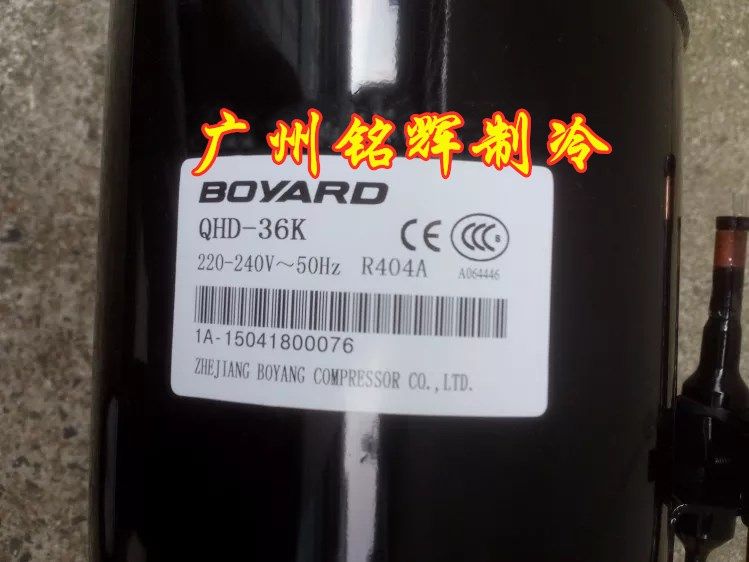 广州铭辉制冷
BOYARD
QHD-36K
CE CCC S
220-240V～50Hz R404A
A064446
1A-15041800076
ZHEJIANG BOYANG COMPRESSOR CO.,LTD.